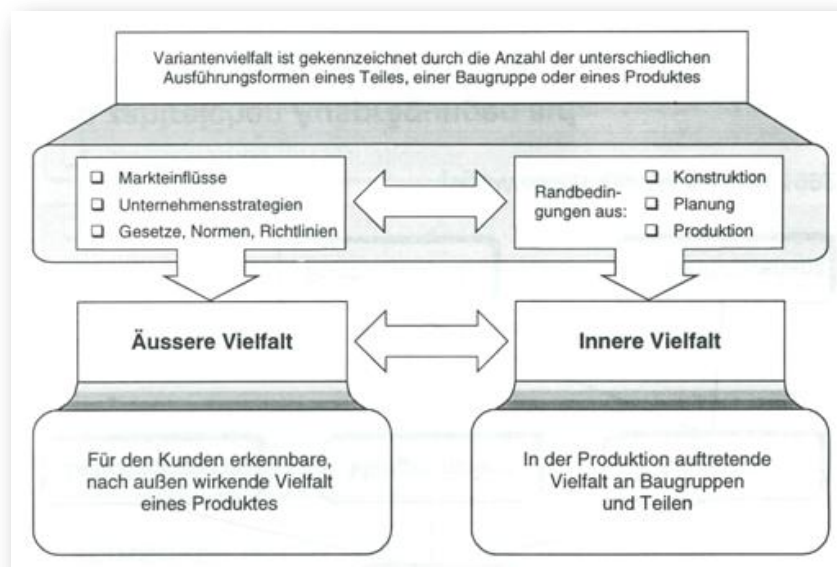 Variantenvielfalt ist gekennzeichnet durch die Anzahl der unterschiedlichen
Ausführungsformen eines Teiles, einer Baugruppe oder eines Produktes
Markteinflüsse
Unternehmensstrategien
Gesetze, Normen, Richtlinien
Randbedin-
gungen aus:
Konstruktion
Planung
Produktion
Äussere Vielfalt
Innere Vielfalt
Für den Kunden erkennbare,
nach außen wirkende Vielfalt
eines Produktes
In der Produktion auftretende
Vielfalt an Baugruppen
und Teilen